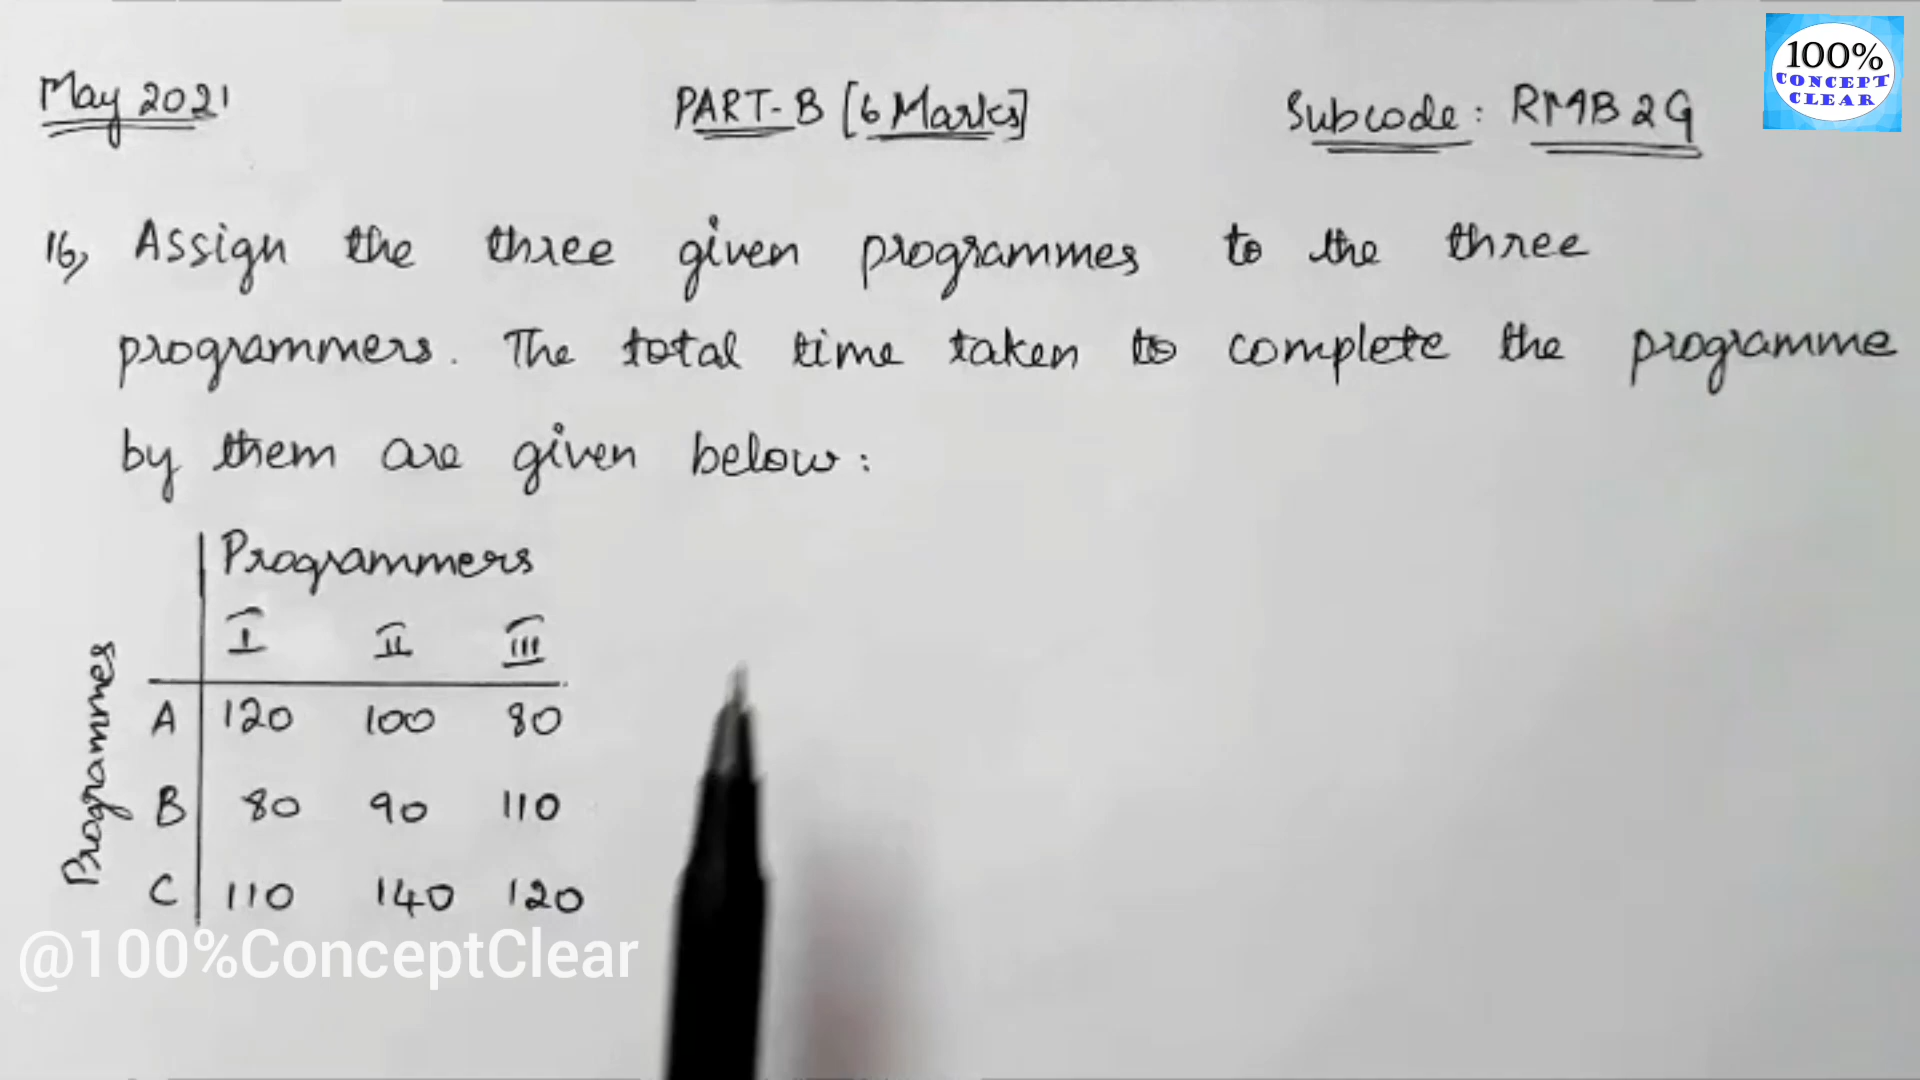 May 2021 PART-B [6 Marks] Subcode: RMB2G
100%
CONCEPT
CLEAR
16, Assign the three given programmes to the three
programmers. The total time taken to complete the programme
by them are given below:
Programmers
I II III
Programmes
A 120 100 80
B 80 90 110
C 110 140 120
@100%ConceptClear